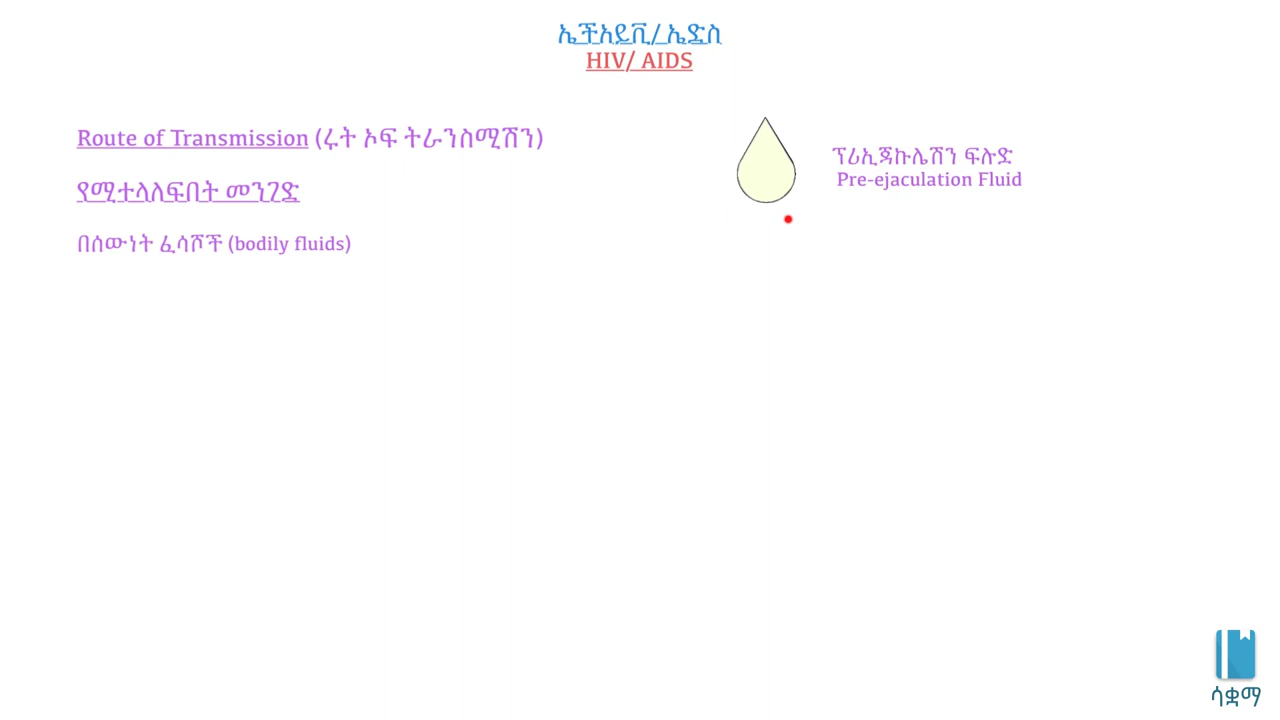 ኤችአይቪ/ ኤድስ
HIV/ AIDS
Route of Transmission (ሩት ኦፍ ትራንስሚሽን)
የሚተላለፍበት መንገድ
በሰውነት ፈሳሾች (bodily fluids)
ፕሪኢጃኩሌሽን ፍሉድ
Pre-ejaculation Fluid
ሳቋማ